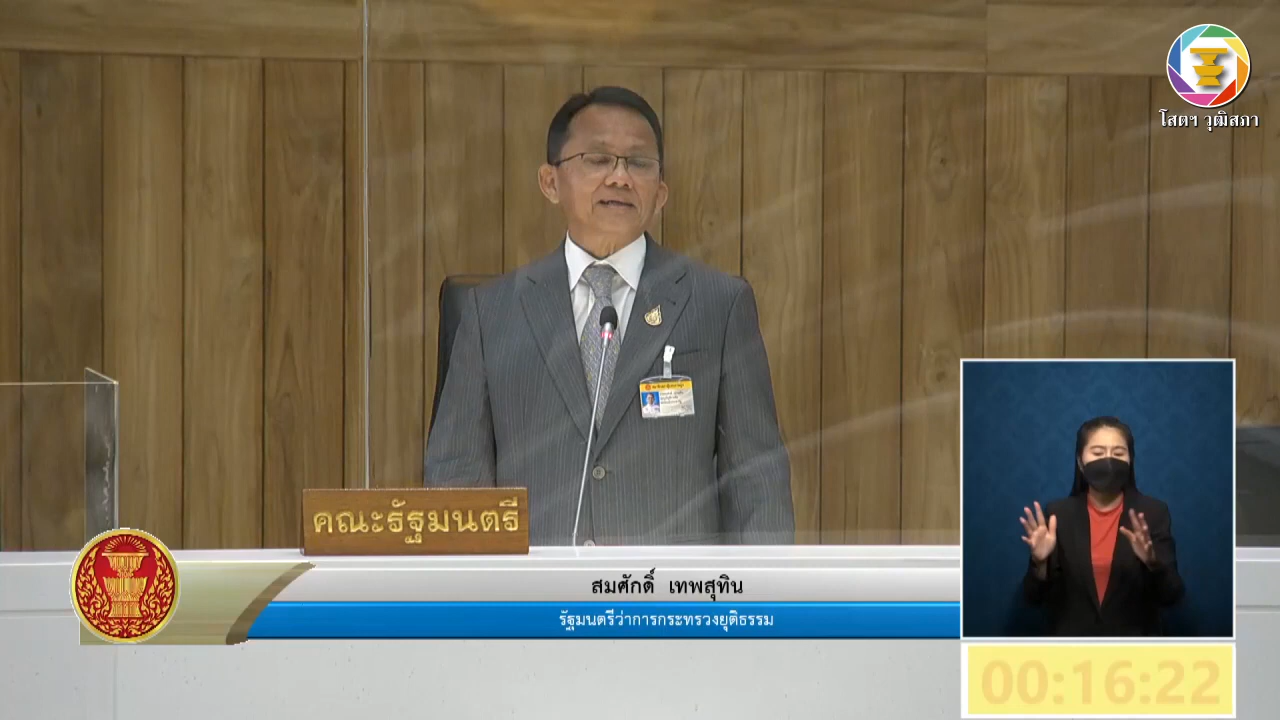 โสตฯ วุฒิสภา
คณะรัฐมนตรี
สมศักดิ์ เทพสุทิน
รัฐมนตรีว่าการกระทรวงยุติธรรม
00:16:22